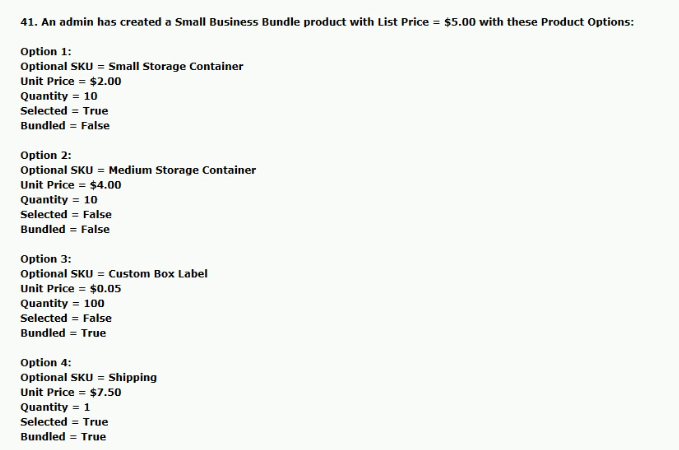 41. An admin has created a Small Business Bundle product with List Price = $5.00 with these Product Options:
Option 1:
Optional SKU = Small Storage Container
Unit Price = $2.00
Quantity = 10
Selected = True
Bundled = False
Option 2:
Optional SKU = Medium Storage Container
Unit Price = $4.00
Quantity = 10
Selected = False
Bundled = False
Option 3:
Optional SKU = Custom Box Label
Unit Price = $0.05
Quantity = 100
Selected = False
Bundled = True
Option 4:
Optional SKU = Shipping
Unit Price = $7.50
Quantity = 1
Selected = True
Bundled = True